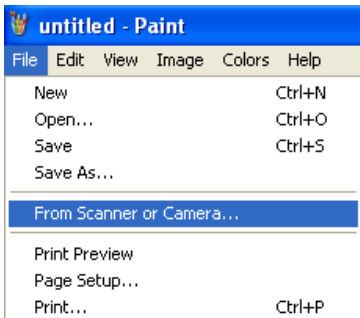 untitled - Paint
File Edit View Image Colors Help
New Ctrl+N
Open... Ctrl+O
Save Ctrl+S
Save As...
From Scanner or Camera...
Print Preview
Page Setup...
Print... Ctrl+P